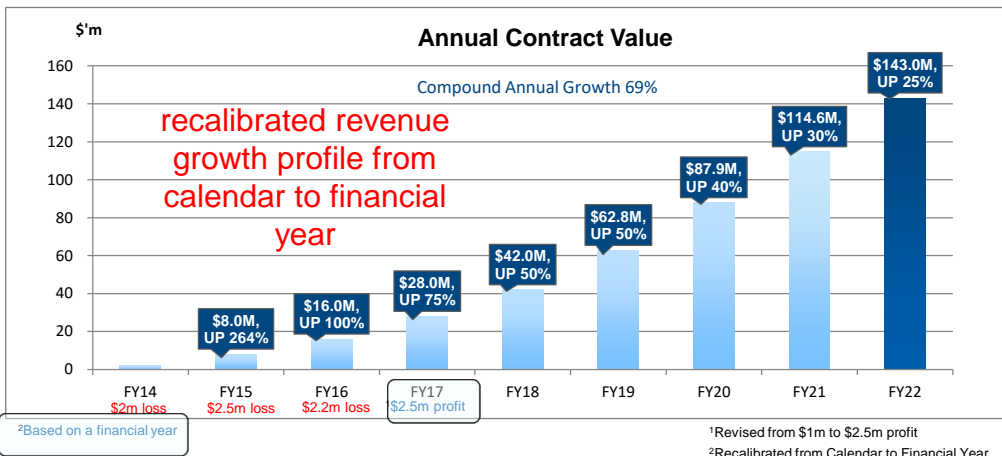 $'m
Annual Contract Value
Compound Annual Growth 69%
recalibrated revenue
growth profile from
calendar to financial
year
160
140
120
100
80
60
40
20
0
$8.0M,
UP 264%
$16.0M,
UP 100%
$28.0M,
UP 75%
$42.0M,
UP 50%
$62.8M,
UP 50%
$87.9M,
UP 40%
$114.6M,
UP 30%
$143.0M,
UP 25%
FY14 FY15 FY16 FY17 FY18 FY19 FY20 FY21 FY22
$2m loss $2.5m loss $2.2m loss ¹$2.5m profit
²Based on a financial year
¹Revised from $1m to $2.5m profit
²Recalibrated from Calendar to Financial Year